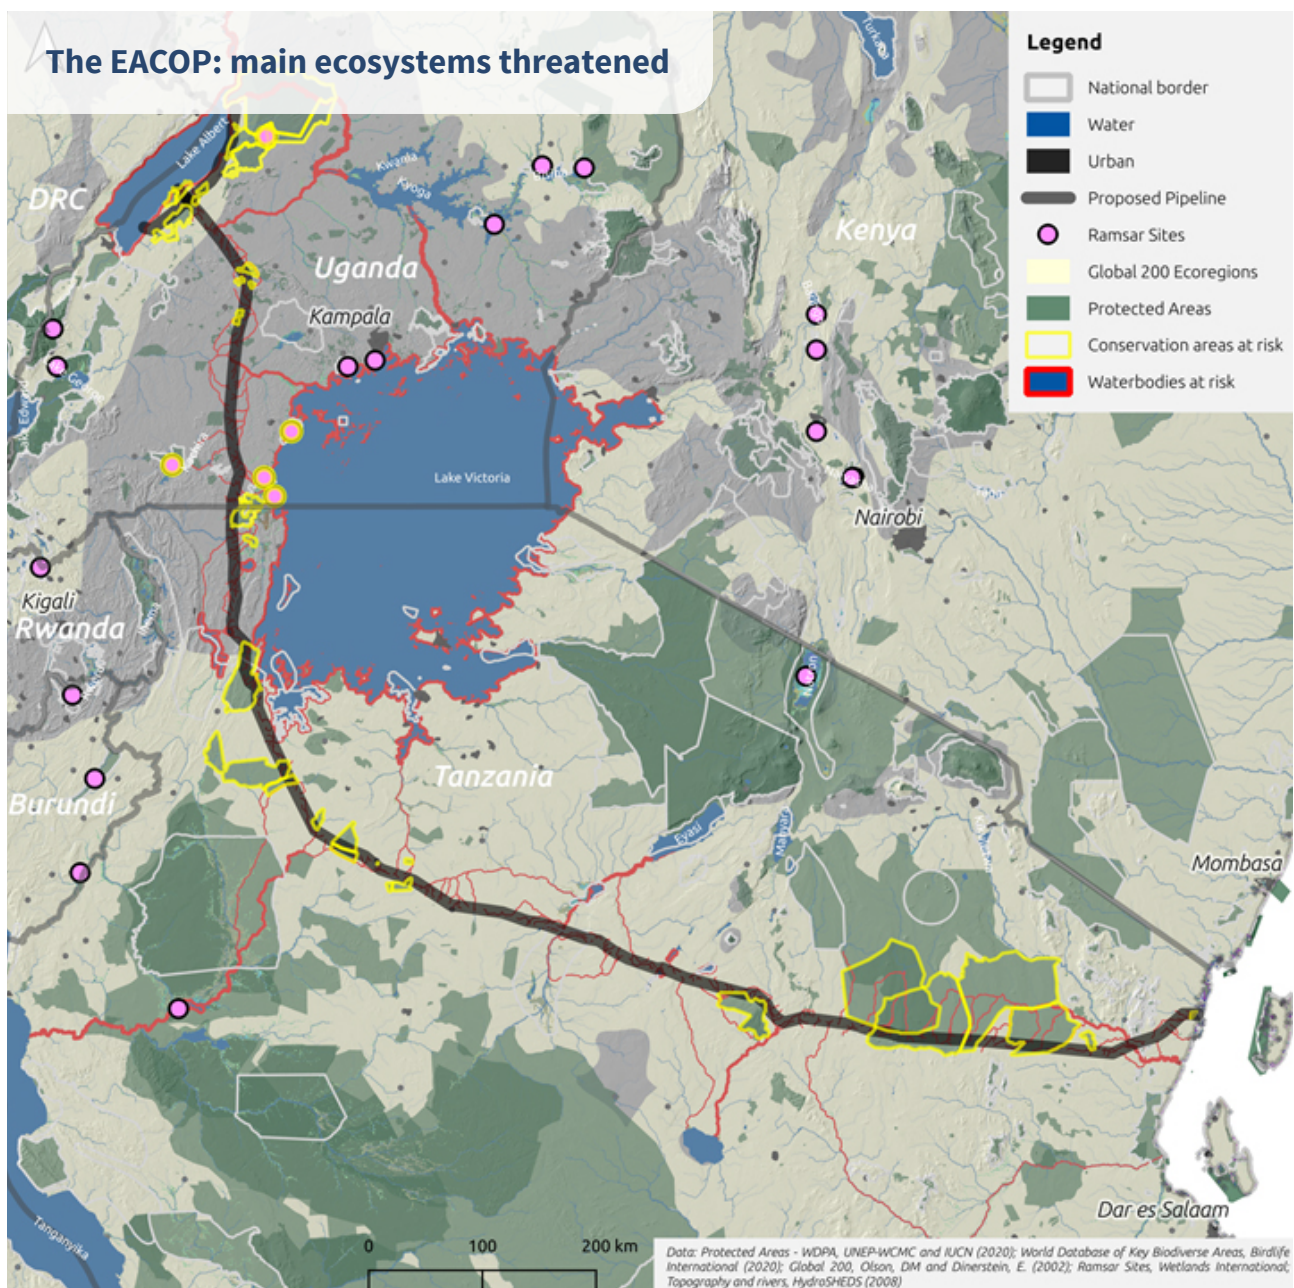 The EACOP: main ecosystems threatened
Legend
National border
Water
Urban
Proposed Pipeline
Ramsar Sites
Global 200 Ecoregions
Protected Areas
Conservation areas at risk
Waterbodies at risk
Turkana
Lake Albert
DRC
Kwania
Kyoga
Kenya
Uganda
Kampala
Lake Victoria
Nairobi
Kigali
Rwanda
Tanzania
Burundi
Eyasi
Mombasa
Tanganyika
Dar es Salaam
0 100 200 km
Data: Protected Areas - WDPA, UNEP-WCMC and IUCN (2020); World Database of Key Biodiverse Areas, Birdlife
International (2020); Global 200, Olson, DM and Dinerstein, E. (2002); Ramsar Sites, Wetlands International;
Topography and rivers, HydroSHEDS (2008)